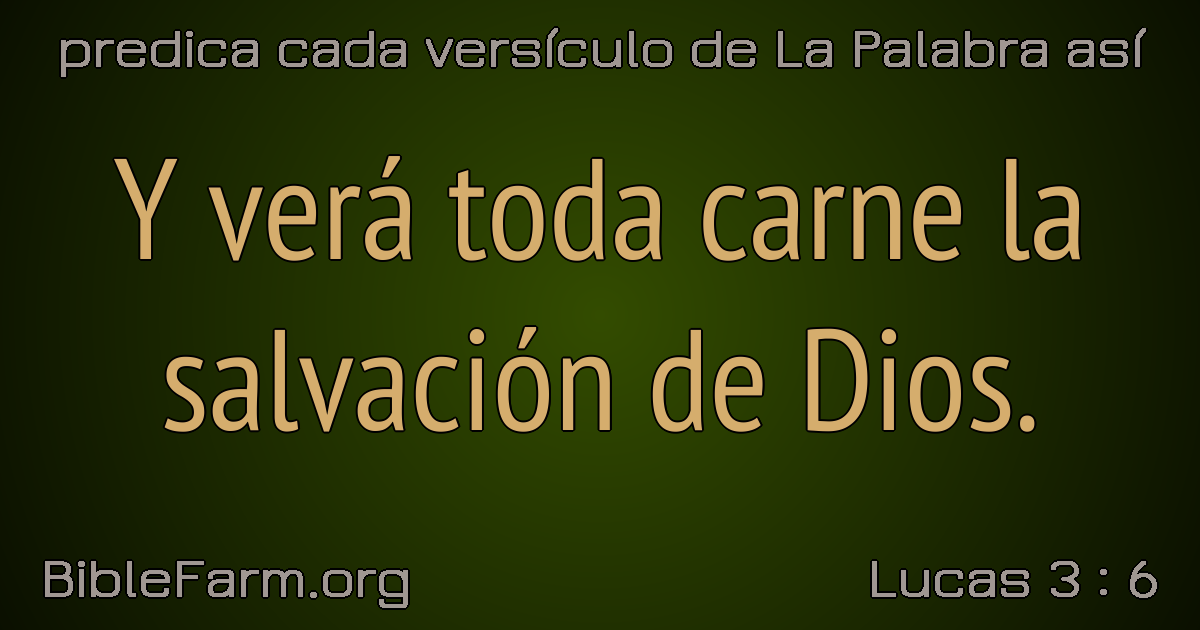 predica cada versículo de La Palabra así
Y verá toda carne la
salvación de Dios.
BibleFarm.org
Lucas 3 : 6